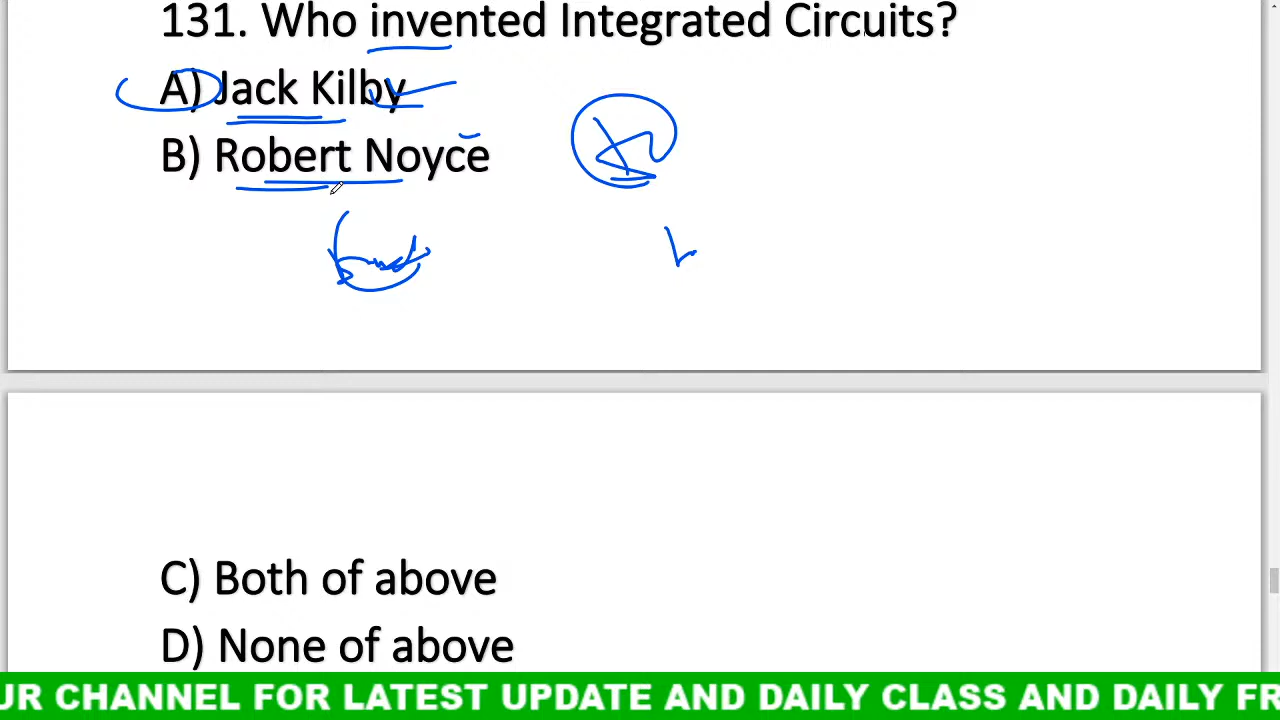 131. Who invented Integrated Circuits?
A) Jack Kilby
B) Robert Noyce
C) Both of above
D) None of above
UR CHANNEL FOR LATEST UPDATE AND DAILY CLASS AND DAILY FR